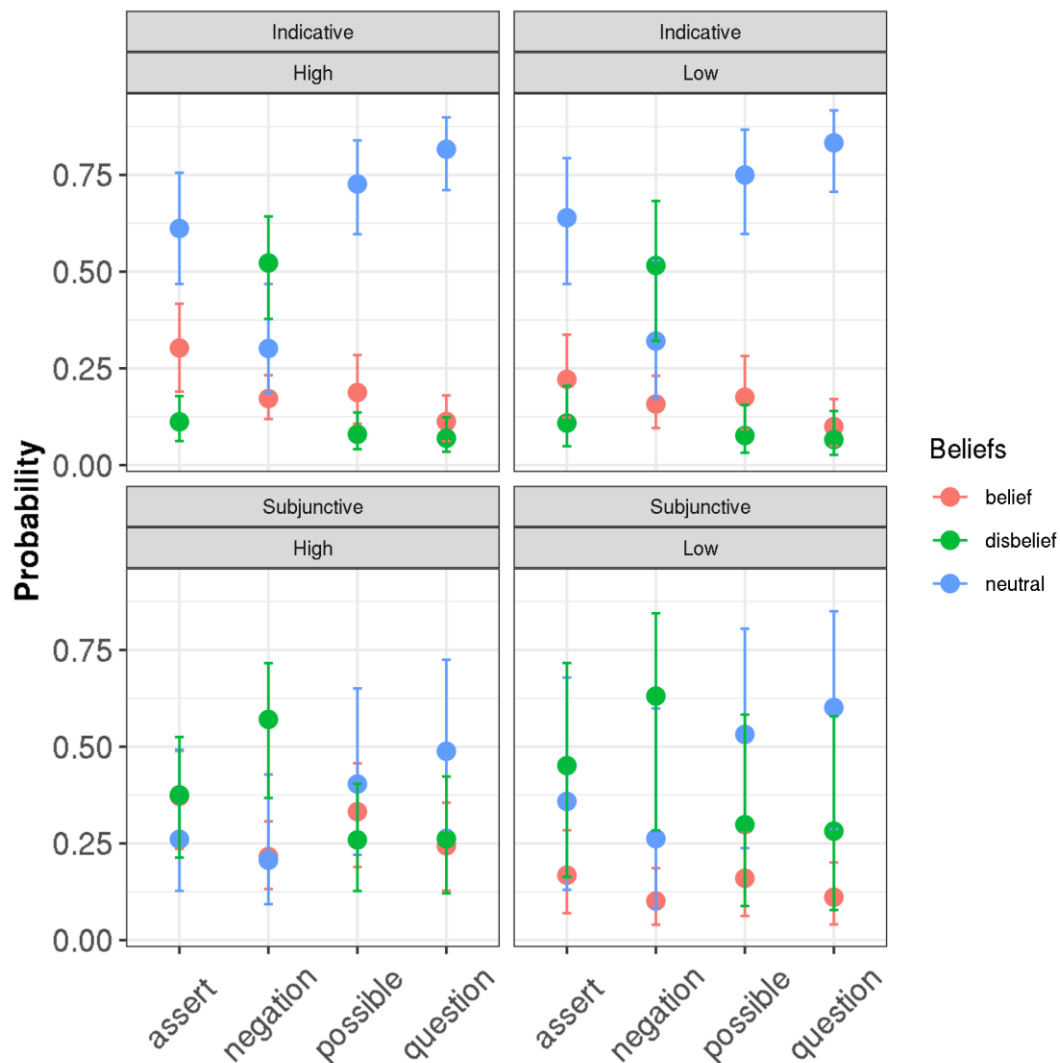 Indicative
Indicative
High
Low
0.75
0.50
0.25
0.00
Probability
Subjunctive
Subjunctive
High
Low
0.75
0.50
0.25
0.00
assert
negation
possible
question
assert
negation
possible
question
Beliefs
belief
disbelief
neutral